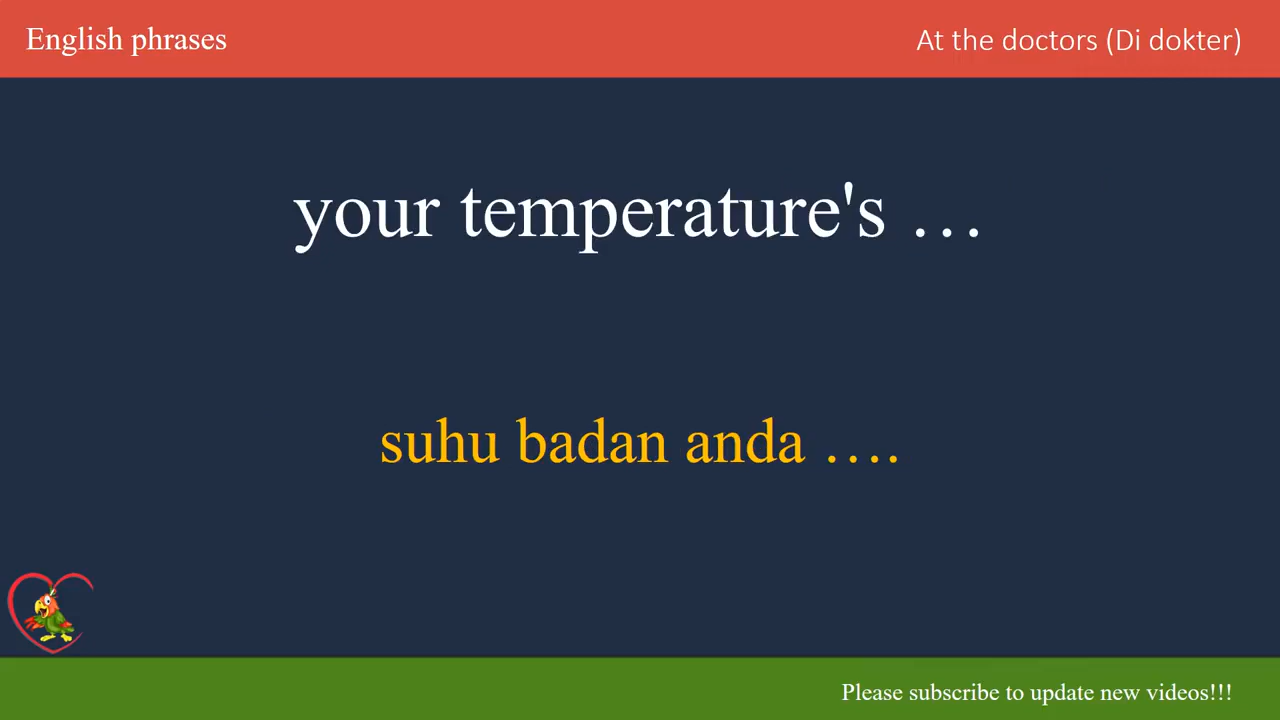 English phrases
At the doctors (Di dokter)
your temperature's …
suhu badan anda ….
Please subscribe to update new videos!!!